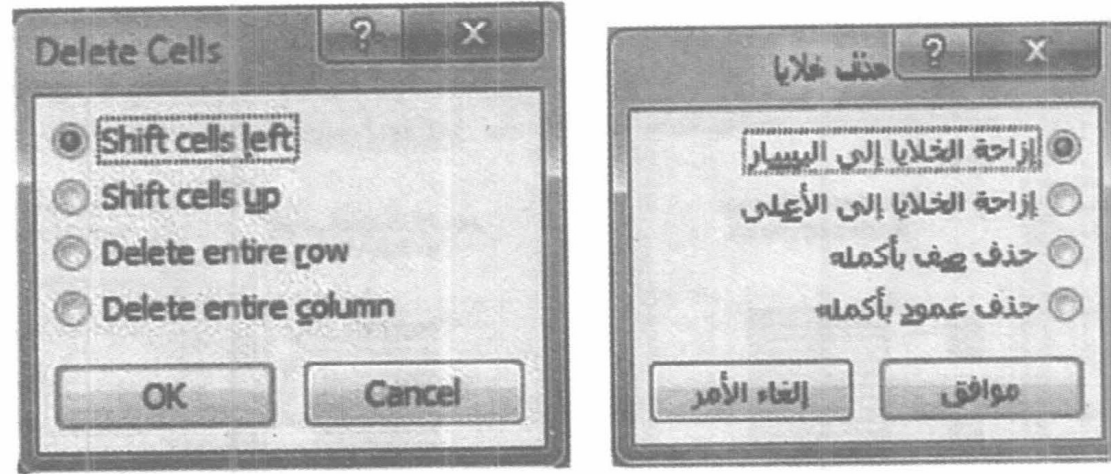 Delete Cells
Shift cells left
Shift cells up
Delete entire row
Delete entire column
OK Cancel
حذف خلايا
إزاحة الخلايا إلى اليسار
إزاحة الخلايا إلى الأعلى
حذف صف بأكمله
حذف عمود بأكمله
موافق إلغاء الأمر